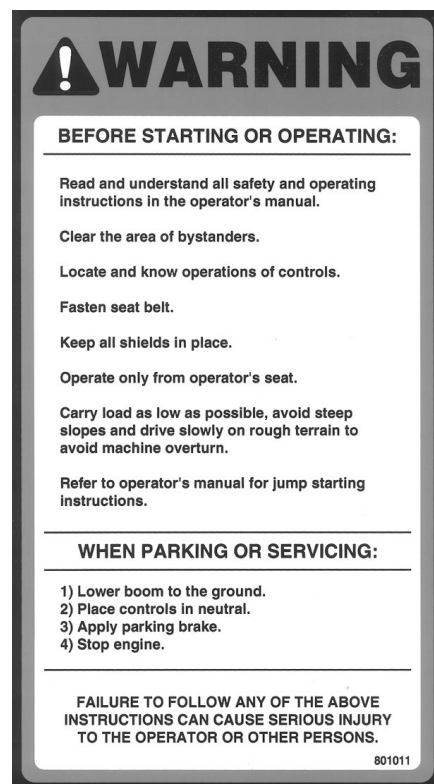 WARNING
BEFORE STARTING OR OPERATING:
Read and understand all safety and operating
instructions in the operator's manual.
Clear the area of bystanders.
Locate and know operations of controls.
Fasten seat belt.
Keep all shields in place.
Operate only from operator's seat.
Carry load as low as possible, avoid steep
slopes and drive slowly on rough terrain to
avoid machine overturn.
Refer to operator's manual for jump starting
instructions.
WHEN PARKING OR SERVICING:
1) Lower boom to the ground.
2) Place controls in neutral.
3) Apply parking brake.
4) Stop engine.
FAILURE TO FOLLOW ANY OF THE ABOVE
INSTRUCTIONS CAN CAUSE SERIOUS INJURY
TO THE OPERATOR OR OTHER PERSONS.
801011